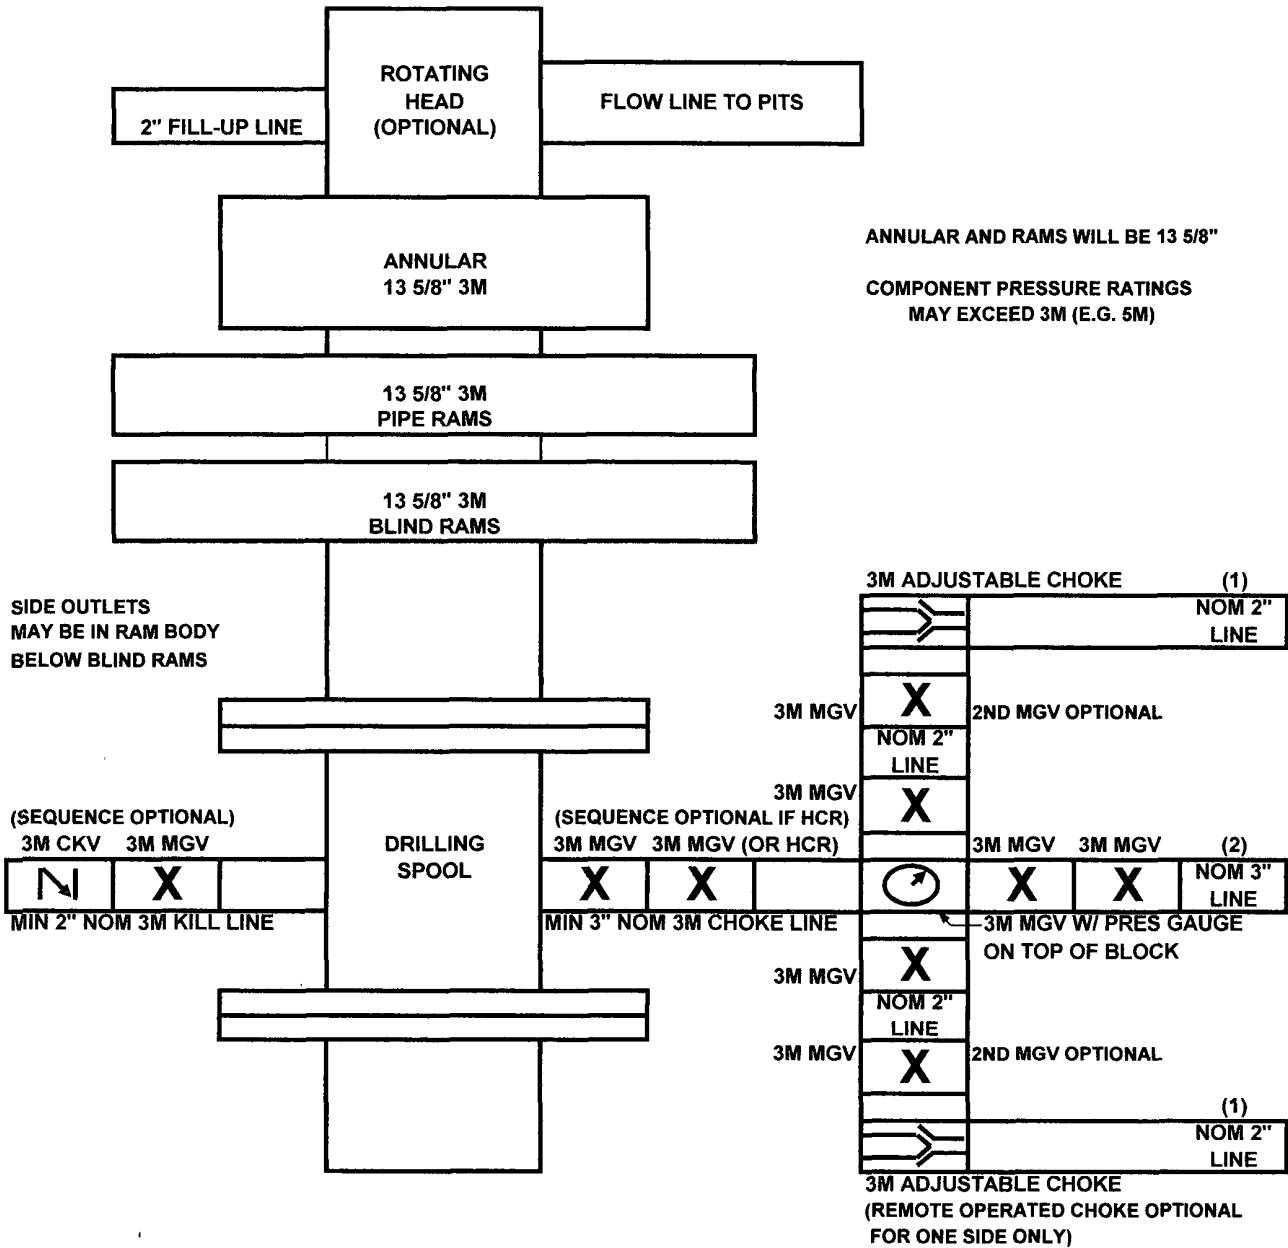 ROTATING
HEAD
(OPTIONAL)
2" FILL-UP LINE
FLOW LINE TO PITS
ANNULAR
13 5/8" 3M
ANNULAR AND RAMS WILL BE 13 5/8"
COMPONENT PRESSURE RATINGS
MAY EXCEED 3M (E.G. 5M)
13 5/8" 3M
PIPE RAMS
13 5/8" 3M
BLIND RAMS
SIDE OUTLETS
MAY BE IN RAM BODY
BELOW BLIND RAMS
3M ADJUSTABLE CHOKE
(1)
NOM 2"
LINE
3M MGV
X
2ND MGV OPTIONAL
NOM 2"
LINE
3M MGV
X
(SEQUENCE OPTIONAL)
3M CKV
3M MGV
X
MIN 2" NOM 3M KILL LINE
DRILLING
SPOOL
(SEQUENCE OPTIONAL IF HCR)
3M MGV
3M MGV (OR HCR)
X
X
MIN 3" NOM 3M CHOKE LINE
3M MGV
3M MGV
(2)
X
X
NOM 3"
LINE
3M MGV W/ PRES GAUGE
ON TOP OF BLOCK
3M MGV
X
NOM 2"
LINE
3M MGV
X
2ND MGV OPTIONAL
(1)
NOM 2"
LINE
3M ADJUSTABLE CHOKE
(REMOTE OPERATED CHOKE OPTIONAL
FOR ONE SIDE ONLY)